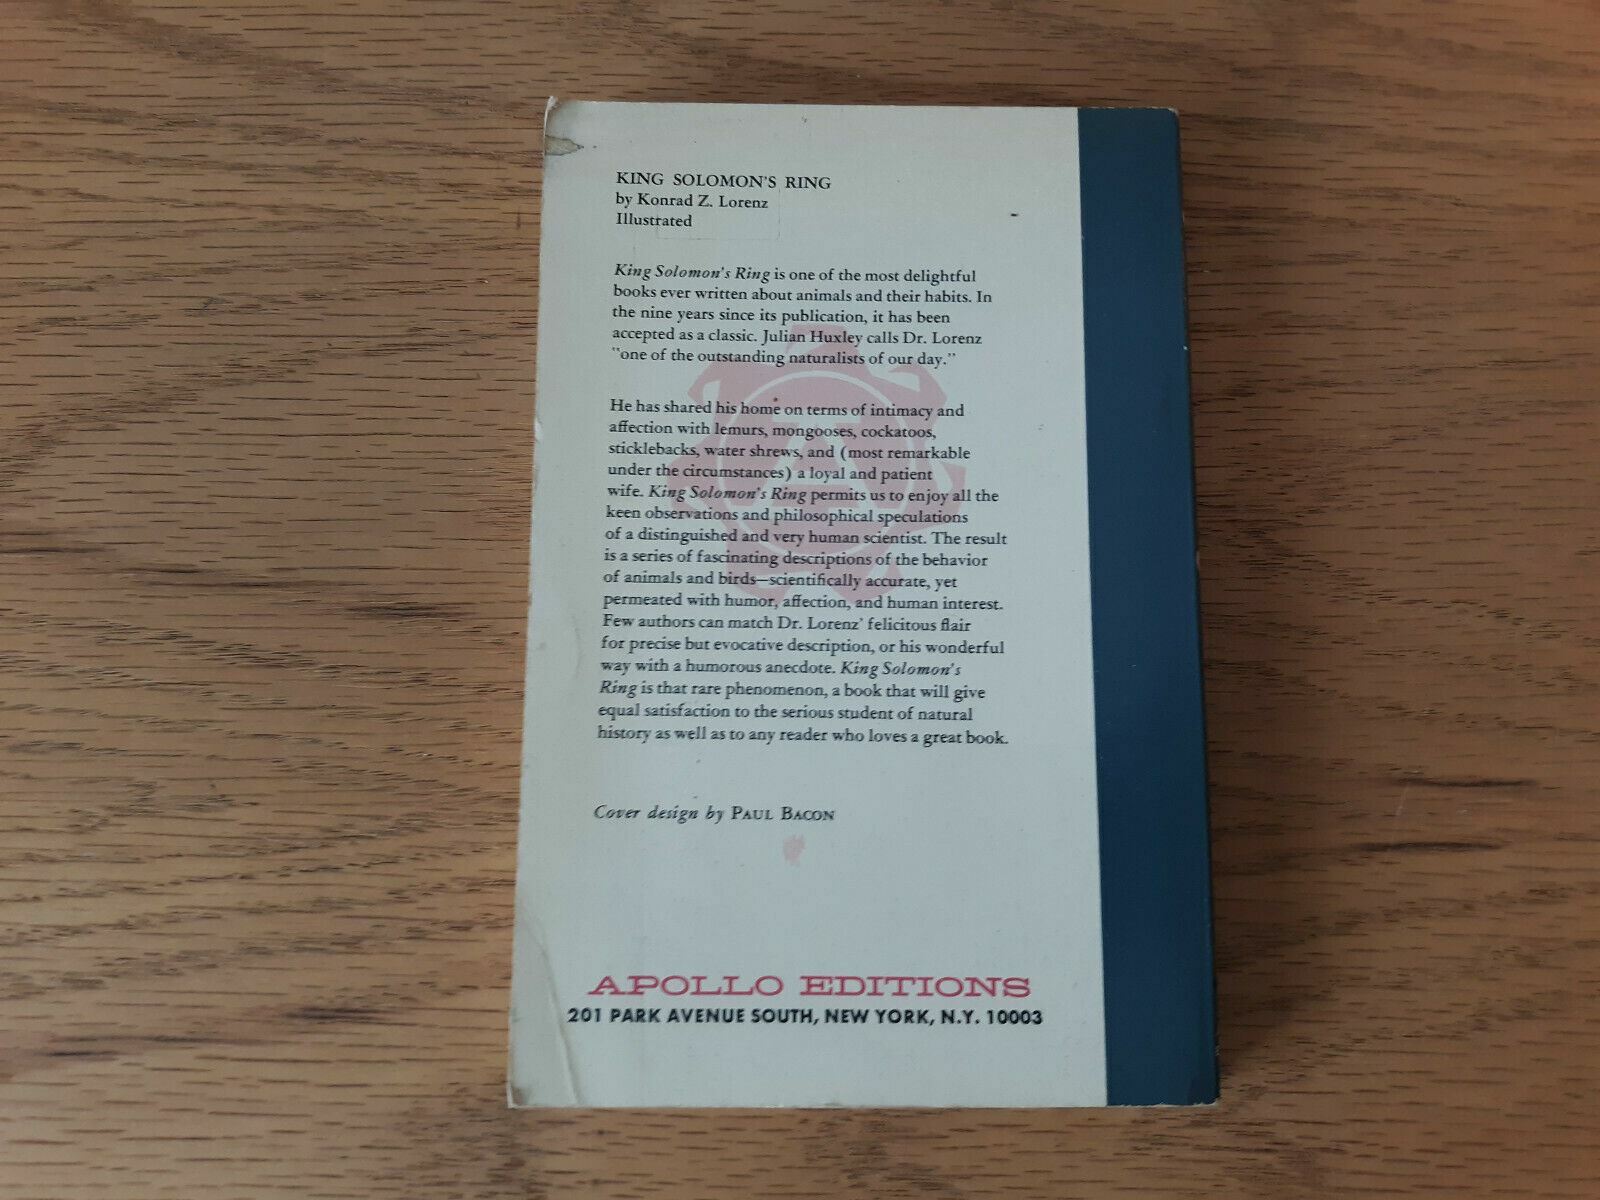 KING SOLOMON'S RING
by Konrad Z. Lorenz
Illustrated
King Solomon's Ring is one of the most delightful
books ever written about animals and their habits. In
the nine years since its publication, it has been
accepted as a classic. Julian Huxley calls Dr. Lorenz
"one of the outstanding naturalists of our day."
He has shared his home on terms of intimacy and
affection with lemurs, mongooses, cockatoos,
sticklebacks, water shrews, and (most remarkable
under the circumstances) a loyal and patient
wife. King Solomon's Ring permits us to enjoy all the
keen observations and philosophical speculations
of a distinguished and very human scientist. The result
is a series of fascinating descriptions of the behavior
of animals and birds—scientifically accurate, yet
permeated with humor, affection, and human interest.
Few authors can match Dr. Lorenz' felicitous flair
for precise but evocative description, or his wonderful
way with a humorous anecdote. King Solomon's
Ring is that rare phenomenon, a book that will give
equal satisfaction to the serious student of natural
history as well as to any reader who loves a great book.
Cover design by PAUL BACON
APOLLO EDITIONS
201 PARK AVENUE SOUTH, NEW YORK, N.Y. 10003